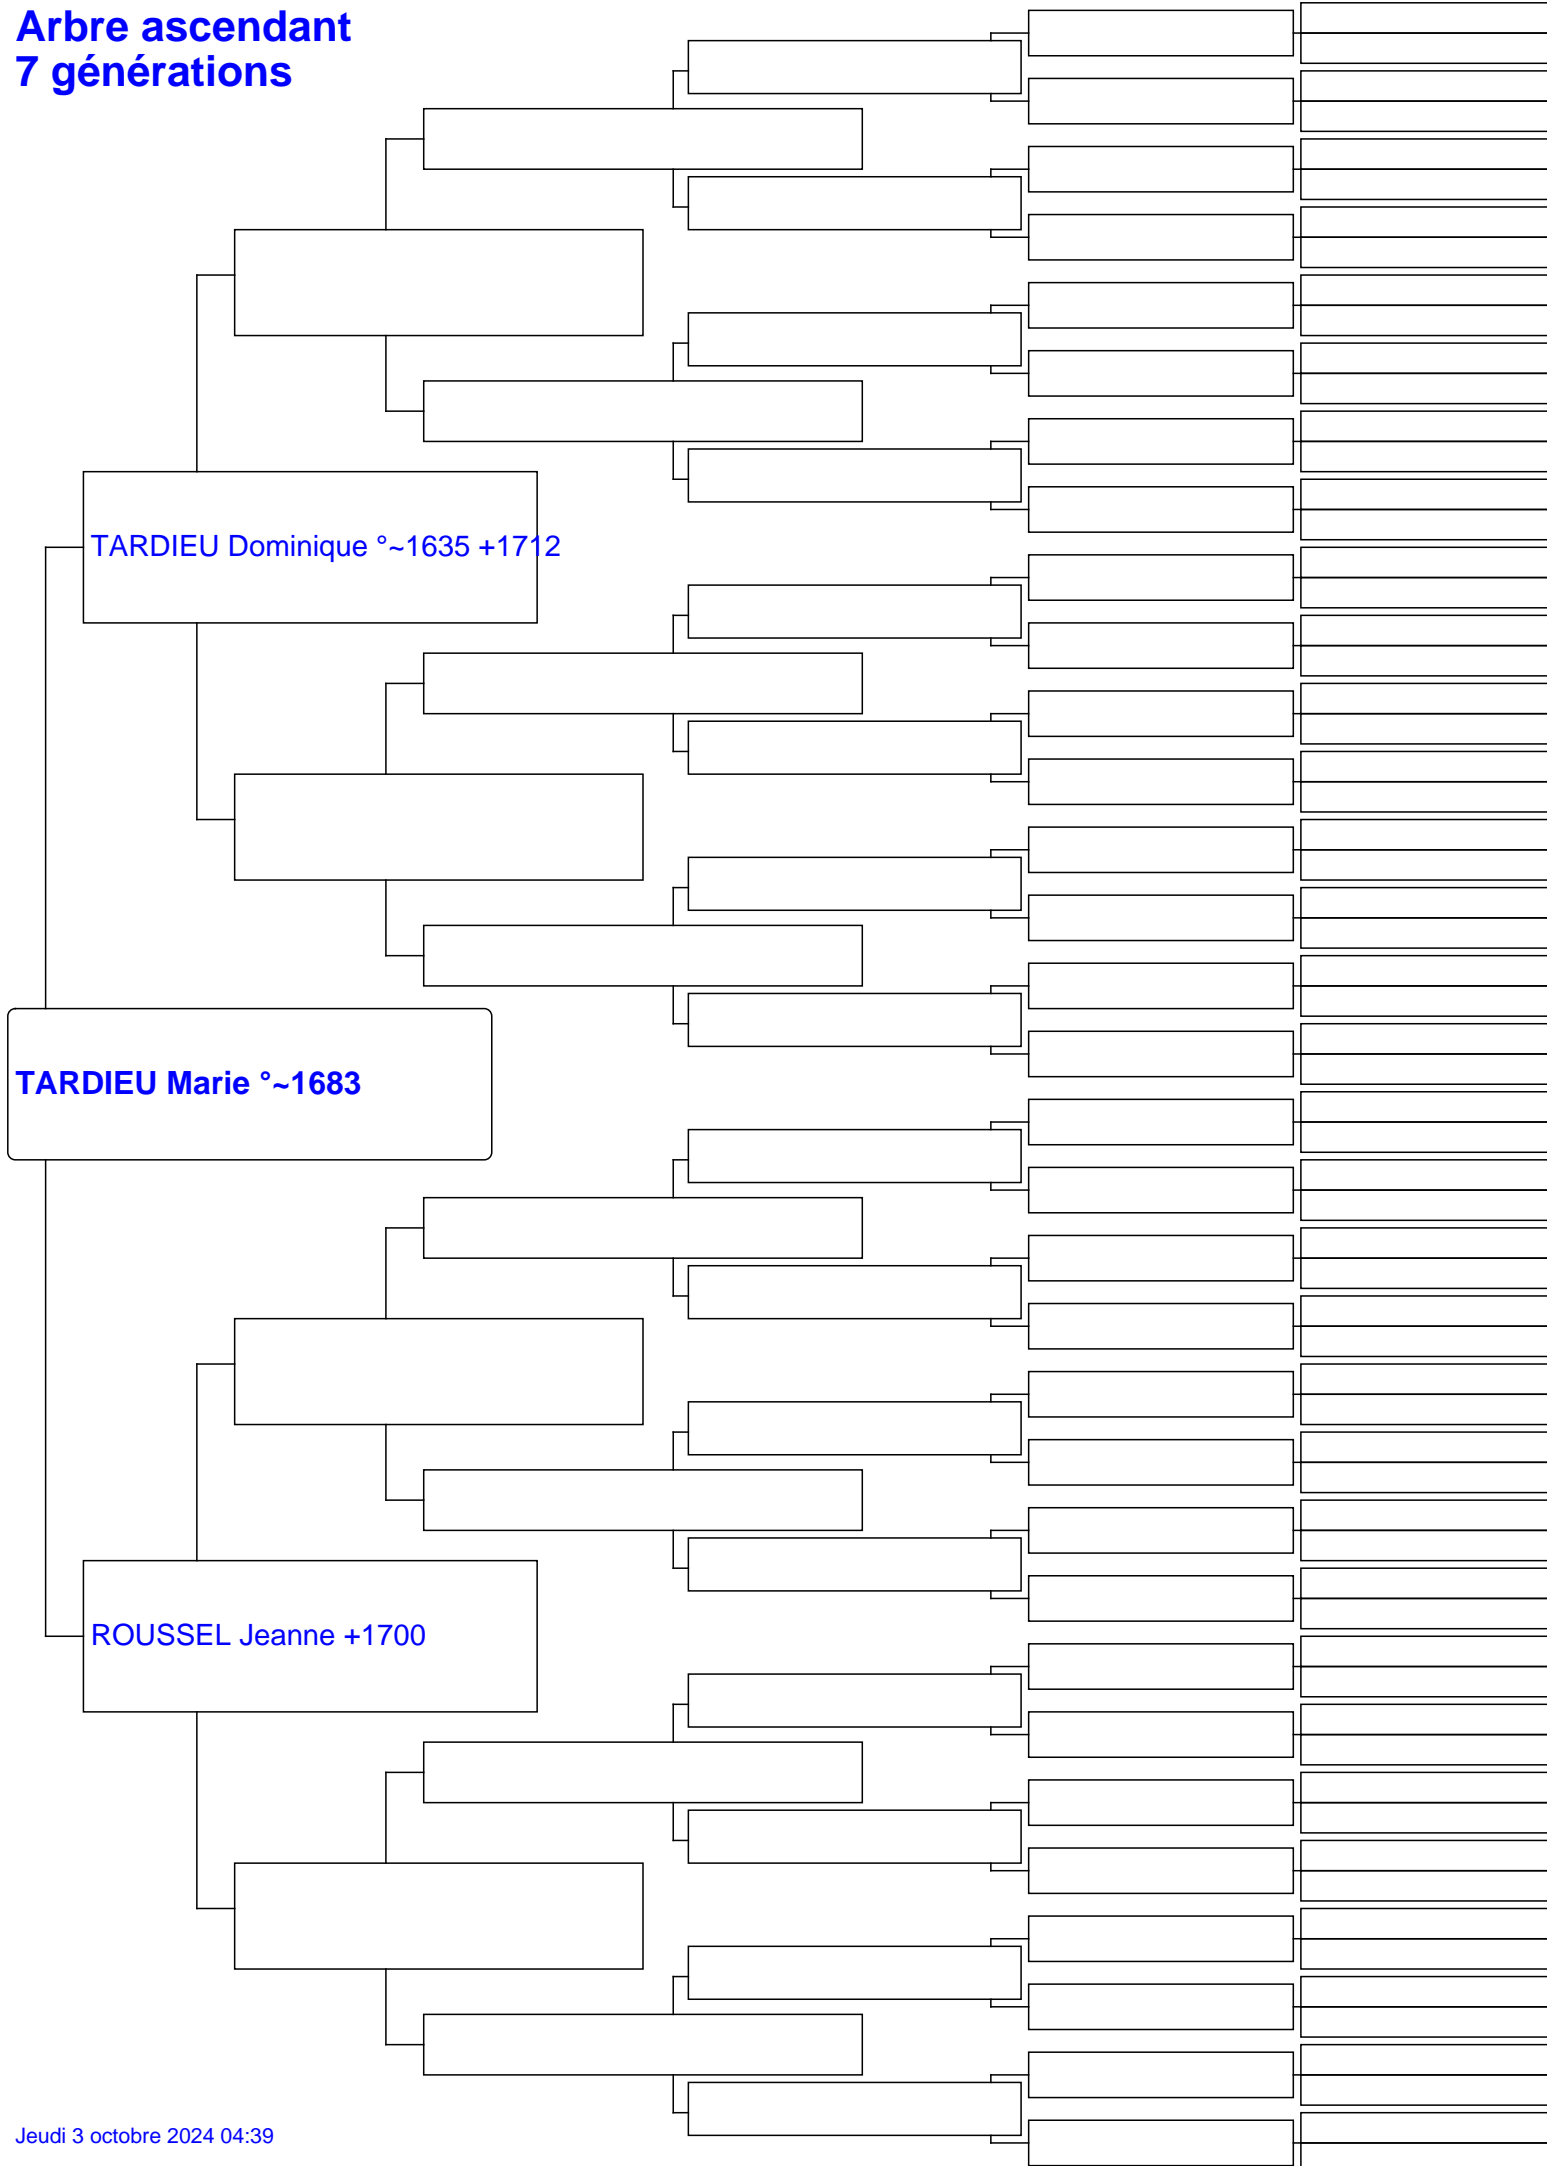 Arbre ascendant
7 générations
TARDIEU Dominique °~1635 +1712
TARDIEU Marie °~1683
ROUSSEL Jeanne +1700
Jeudi 3 octobre 2024 04:39